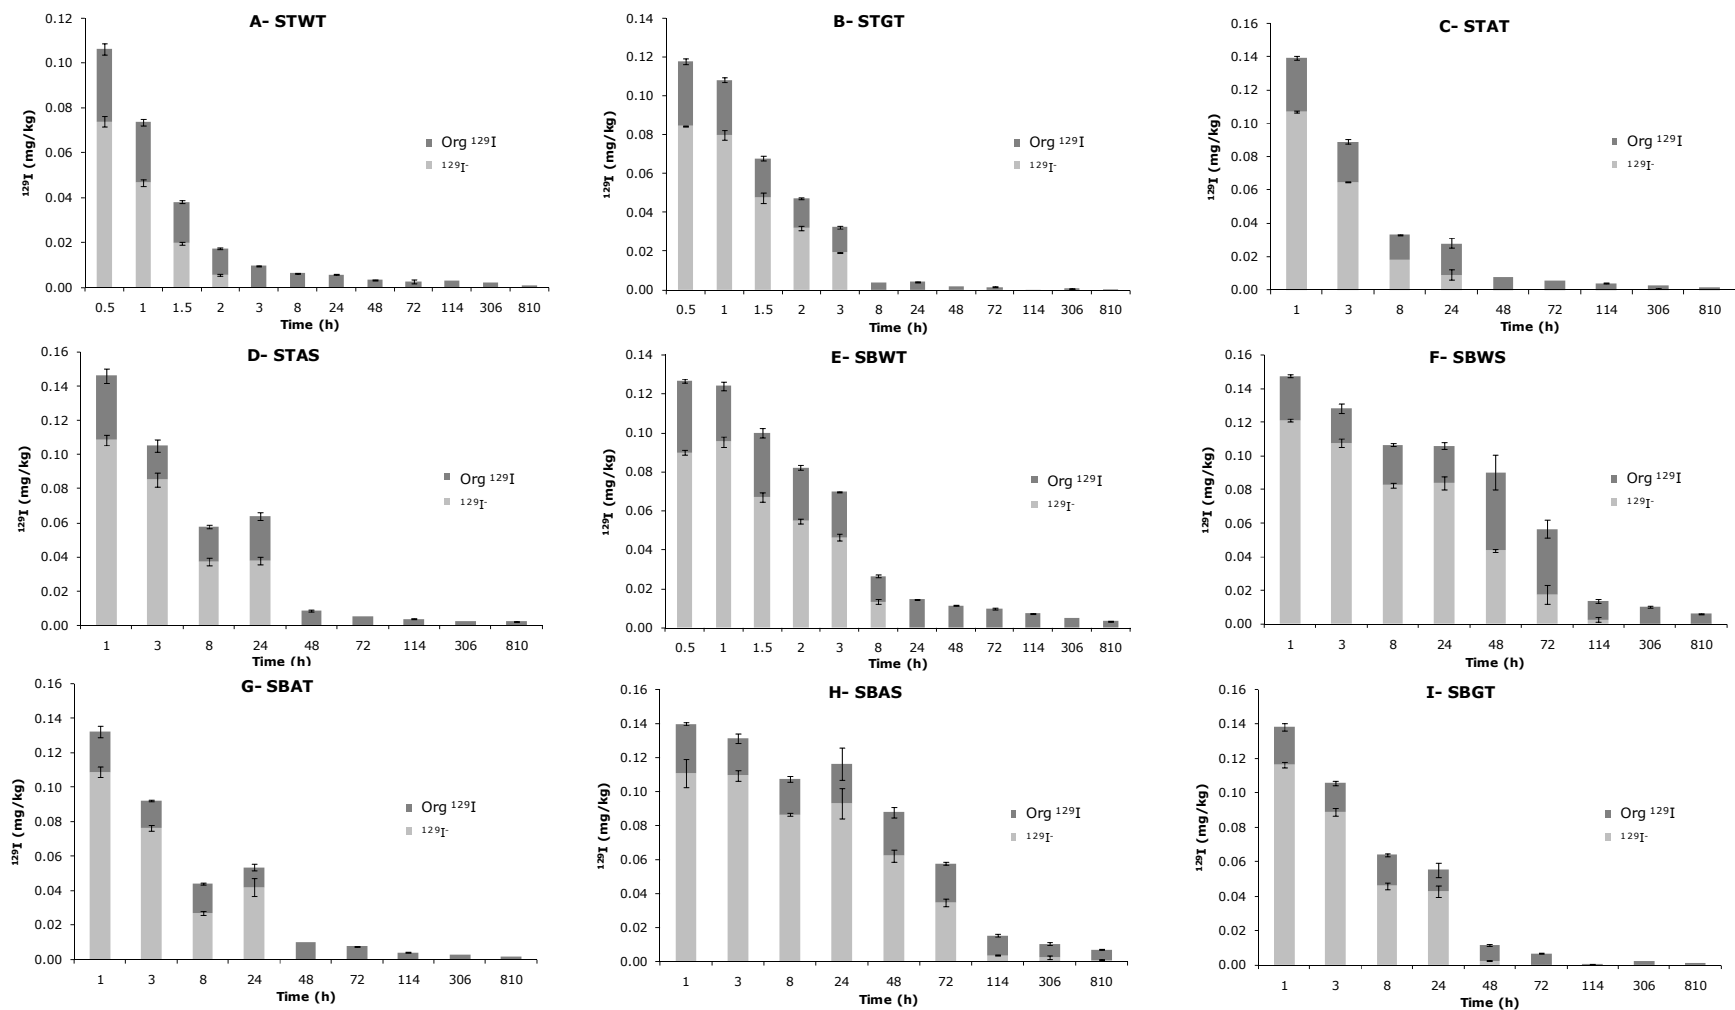 A- STWT
0.12
0.10
0.08
0.06
0.04
0.02
0.00
¹²⁹I (mg/kg)
Org ¹²⁹I
¹²⁹I⁻
0.5 1 1.5 2 3 8 24 48 72 114 306 810
Time (h)
B- STGT
0.14
0.12
0.10
0.08
0.06
0.04
0.02
0.00
¹²⁹I (mg/kg)
Org ¹²⁹I
¹²⁹I⁻
0.5 1 1.5 2 3 8 24 48 72 114 306 810
Time (h)
C- STAT
0.16
0.14
0.12
0.10
0.08
0.06
0.04
0.02
0.00
¹²⁹I (mg/kg)
Org ¹²⁹I
¹²⁹I⁻
1 3 8 24 48 72 114 306 810
Time (h)
D- STAS
0.16
0.14
0.12
0.10
0.08
0.06
0.04
0.02
0.00
¹²⁹I (mg/kg)
Org ¹²⁹I
¹²⁹I⁻
1 3 8 24 48 72 114 306 810
Time (h)
E- SBWT
0.14
0.12
0.10
0.08
0.06
0.04
0.02
0.00
¹²⁹I (mg/kg)
Org ¹²⁹I
¹²⁹I⁻
0.5 1 1.5 2 3 8 24 48 72 114 306 810
Time (h)
F- SBWS
0.16
0.14
0.12
0.10
0.08
0.06
0.04
0.02
0.00
¹²⁹I (mg/kg)
Org ¹²⁹I
¹²⁹I⁻
1 3 8 24 48 72 114 306 810
Time (h)
G- SBAT
0.16
0.14
0.12
0.10
0.08
0.06
0.04
0.02
0.00
¹²⁹I (mg/kg)
Org ¹²⁹I
¹²⁹I⁻
1 3 8 24 48 72 114 306 810
Time (h)
H- SBAS
0.16
0.14
0.12
0.10
0.08
0.06
0.04
0.02
0.00
¹²⁹I (mg/kg)
Org ¹²⁹I
¹²⁹I⁻
1 3 8 24 48 72 114 306 810
Time (h)
I- SBGT
0.16
0.14
0.12
0.10
0.08
0.06
0.04
0.02
0.00
¹²⁹I (mg/kg)
Org ¹²⁹I
¹²⁹I⁻
1 3 8 24 48 72 114 306 810
Time (h)